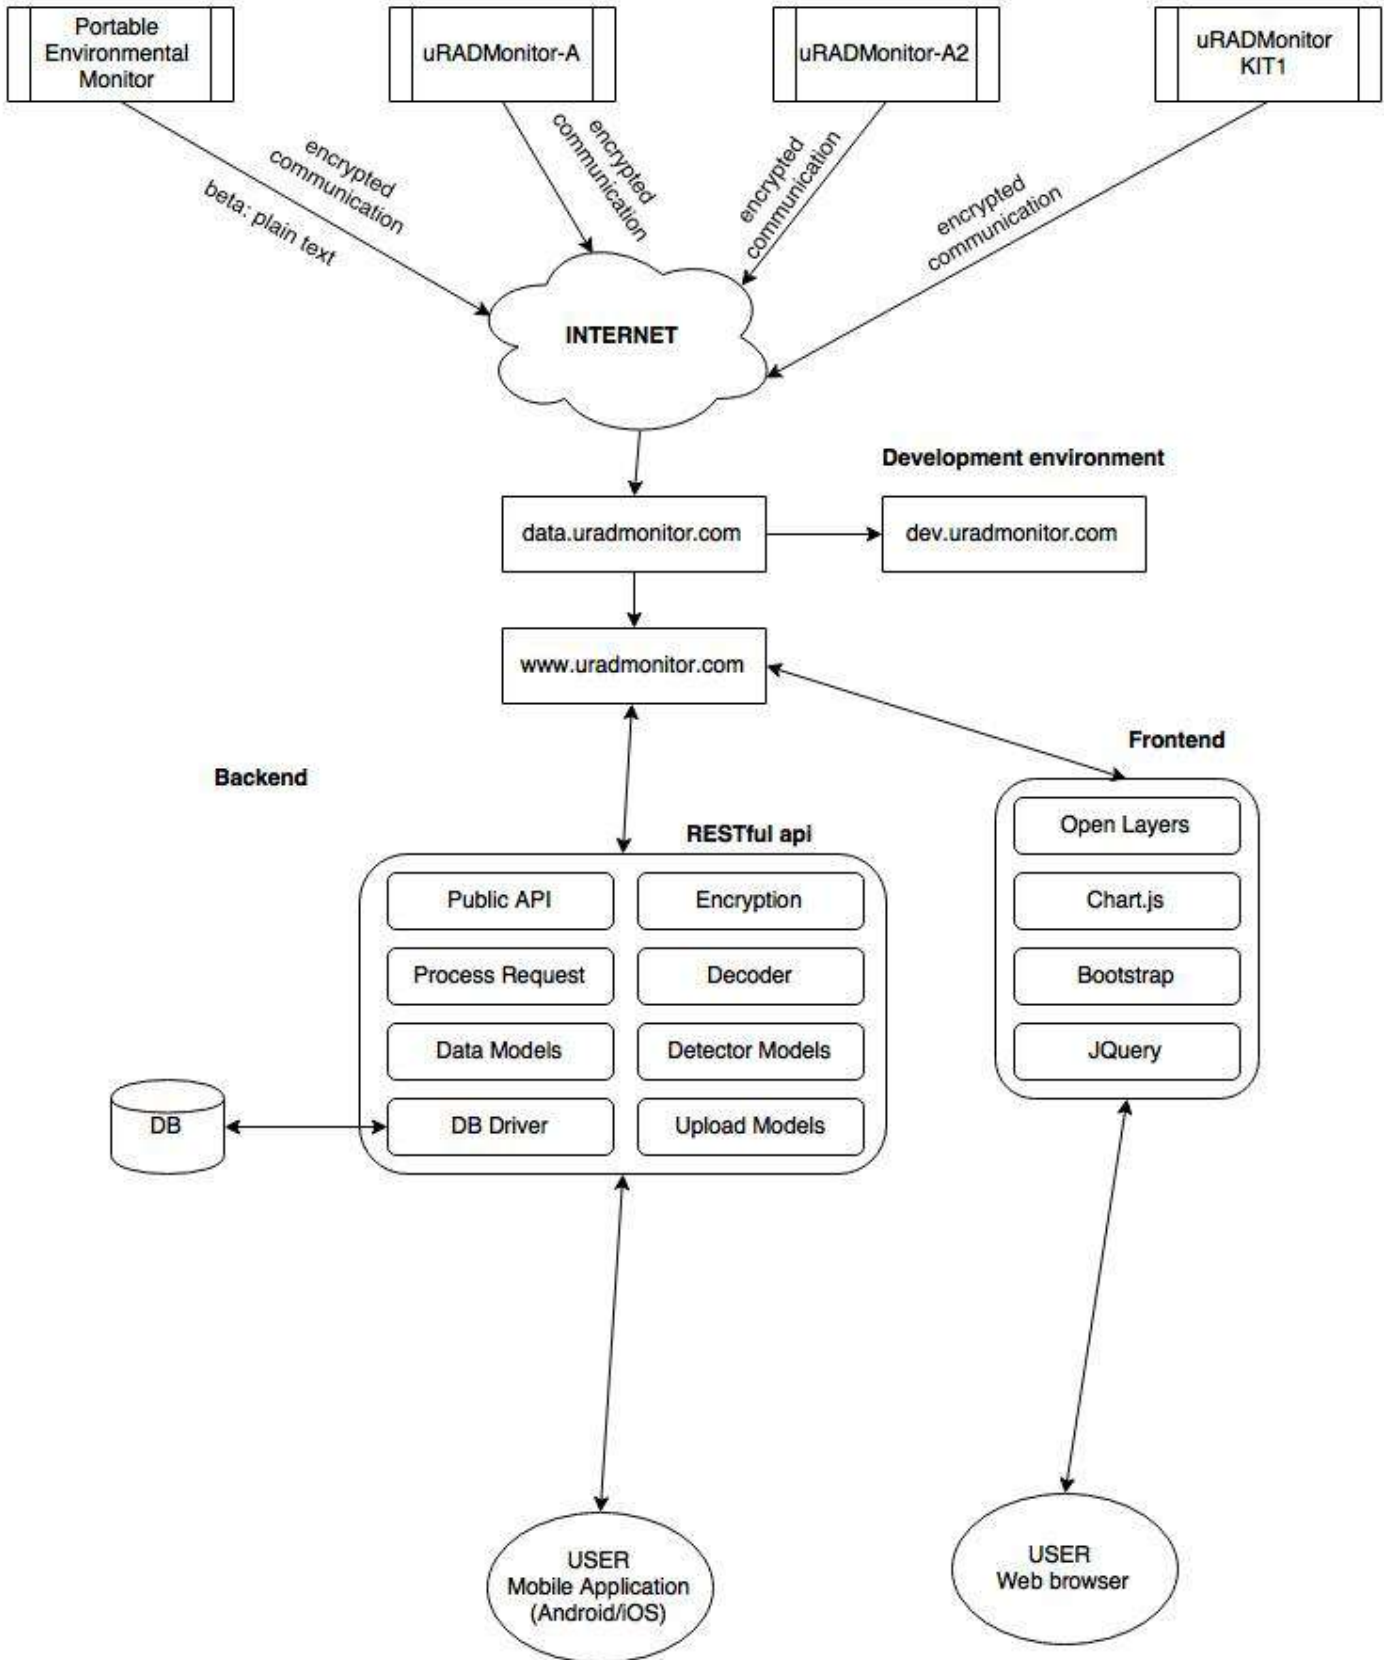 Portable
Environmental
Monitor
uRADMonitor-A
uRADMonitor-A2
uRADMonitor
KIT1
encrypted
communication
beta: plain text
encrypted
communication
encrypted
communication
encrypted
communication
INTERNET
Development environment
data.uradmonitor.com
dev.uradmonitor.com
www.uradmonitor.com
Frontend
Backend
RESTful api
Open Layers
Chart.js
Bootstrap
JQuery
Public API
Encryption
Process Request
Decoder
Data Models
Detector Models
DB Driver
Upload Models
DB
USER
Mobile Application
(Android/iOS)
USER
Web browser